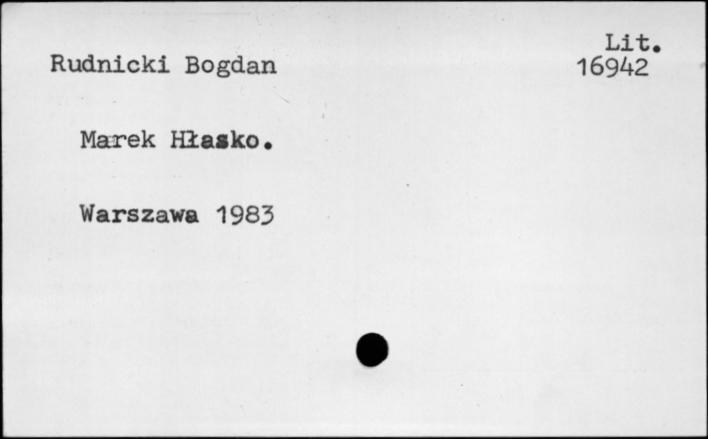 Lit.
Rudnicki Bogdan 16942
Marek Hłasko.
Warszawa 1983